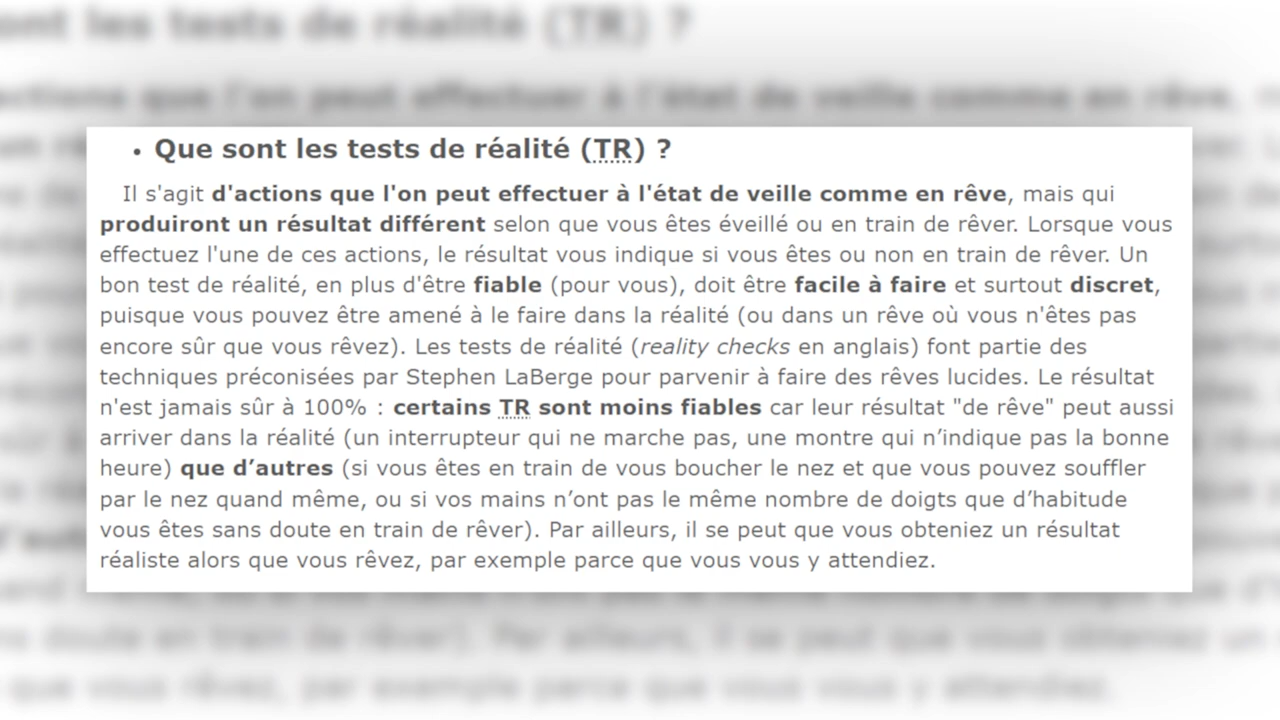 • Que sont les tests de réalité (TR) ?
Il s'agit d'actions que l'on peut effectuer à l'état de veille comme en rêve, mais qui
produiront un résultat différent selon que vous êtes éveillé ou en train de rêver. Lorsque vous
effectuez l'une de ces actions, le résultat vous indique si vous êtes ou non en train de rêver. Un
bon test de réalité, en plus d'être fiable (pour vous), doit être facile à faire et surtout discret,
puisque vous pouvez être amené à le faire dans la réalité (ou dans un rêve où vous n'êtes pas
encore sûr que vous rêvez). Les tests de réalité (reality checks en anglais) font partie des
techniques préconisées par Stephen LaBerge pour parvenir à faire des rêves lucides. Le résultat
n'est jamais sûr à 100% : certains TR sont moins fiables car leur résultat "de rêve" peut aussi
arriver dans la réalité (un interrupteur qui ne marche pas, une montre qui n’indique pas la bonne
heure) que d’autres (si vous êtes en train de vous boucher le nez et que vous pouvez souffler
par le nez quand même, ou si vos mains n’ont pas le même nombre de doigts que d’habitude
vous êtes sans doute en train de rêver). Par ailleurs, il se peut que vous obteniez un résultat
réaliste alors que vous rêvez, par exemple parce que vous vous y attendiez.